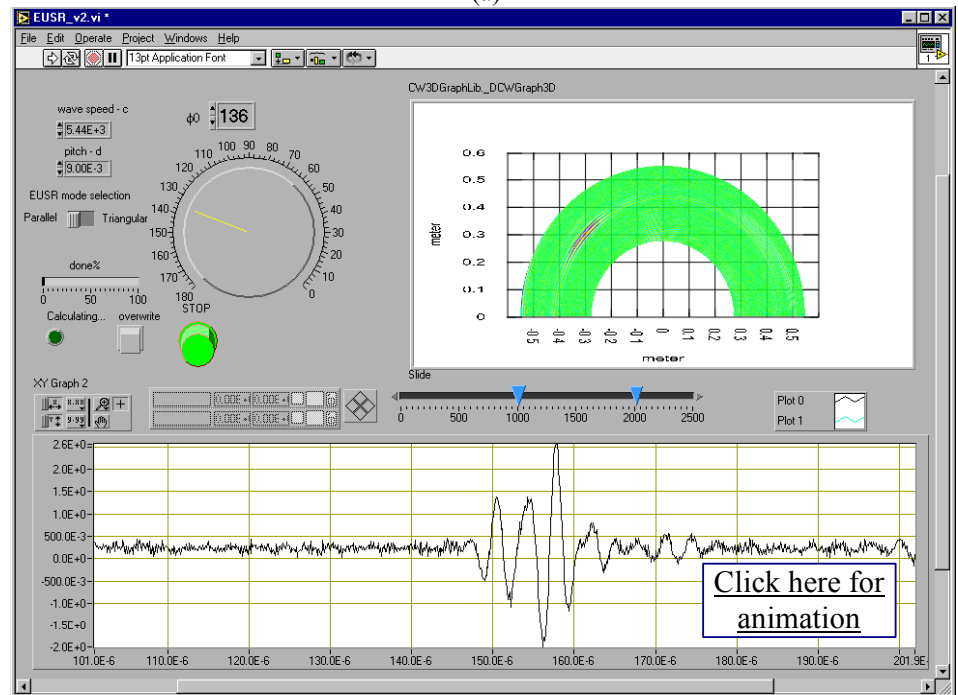 (a)
EUSR_v2.vi *
File Edit Operate Project Windows Help
13pt Application Font
1
CW3DGraphLib._DCWGraph3D
wave speed - c
5.44E+3
pitch - d
9.00E-3
EUSR mode selection
Parallel Triangular
ϕ0 136
0 10 20 30 40 50 60 70 80 90 100 110 120 130 140 150 160 170 180
done%
0 50 100
Calculating... overwrite
STOP
0.6
0.5
0.4
0.3
0.2
0.1
0
meter
-0.5 -0.4 -0.3 -0.2 -0.1 0 0.1 0.2 0.3 0.4 0.5
meter
Slide
0 500 1000 1500 2000 2500
XY Graph 2
Plot 0
Plot 1
2.6E+0
2.0E+0
1.5E+0
1.0E+0
500.0E-3
0.0E+0
-500.0E-3
-1.0E+0
-1.5E+0
-2.0E+0
101.0E-6 110.0E-6 120.0E-6 130.0E-6 140.0E-6 150.0E-6 160.0E-6 170.0E-6 180.0E-6 190.0E-6 201.9E-
Click here for
animation